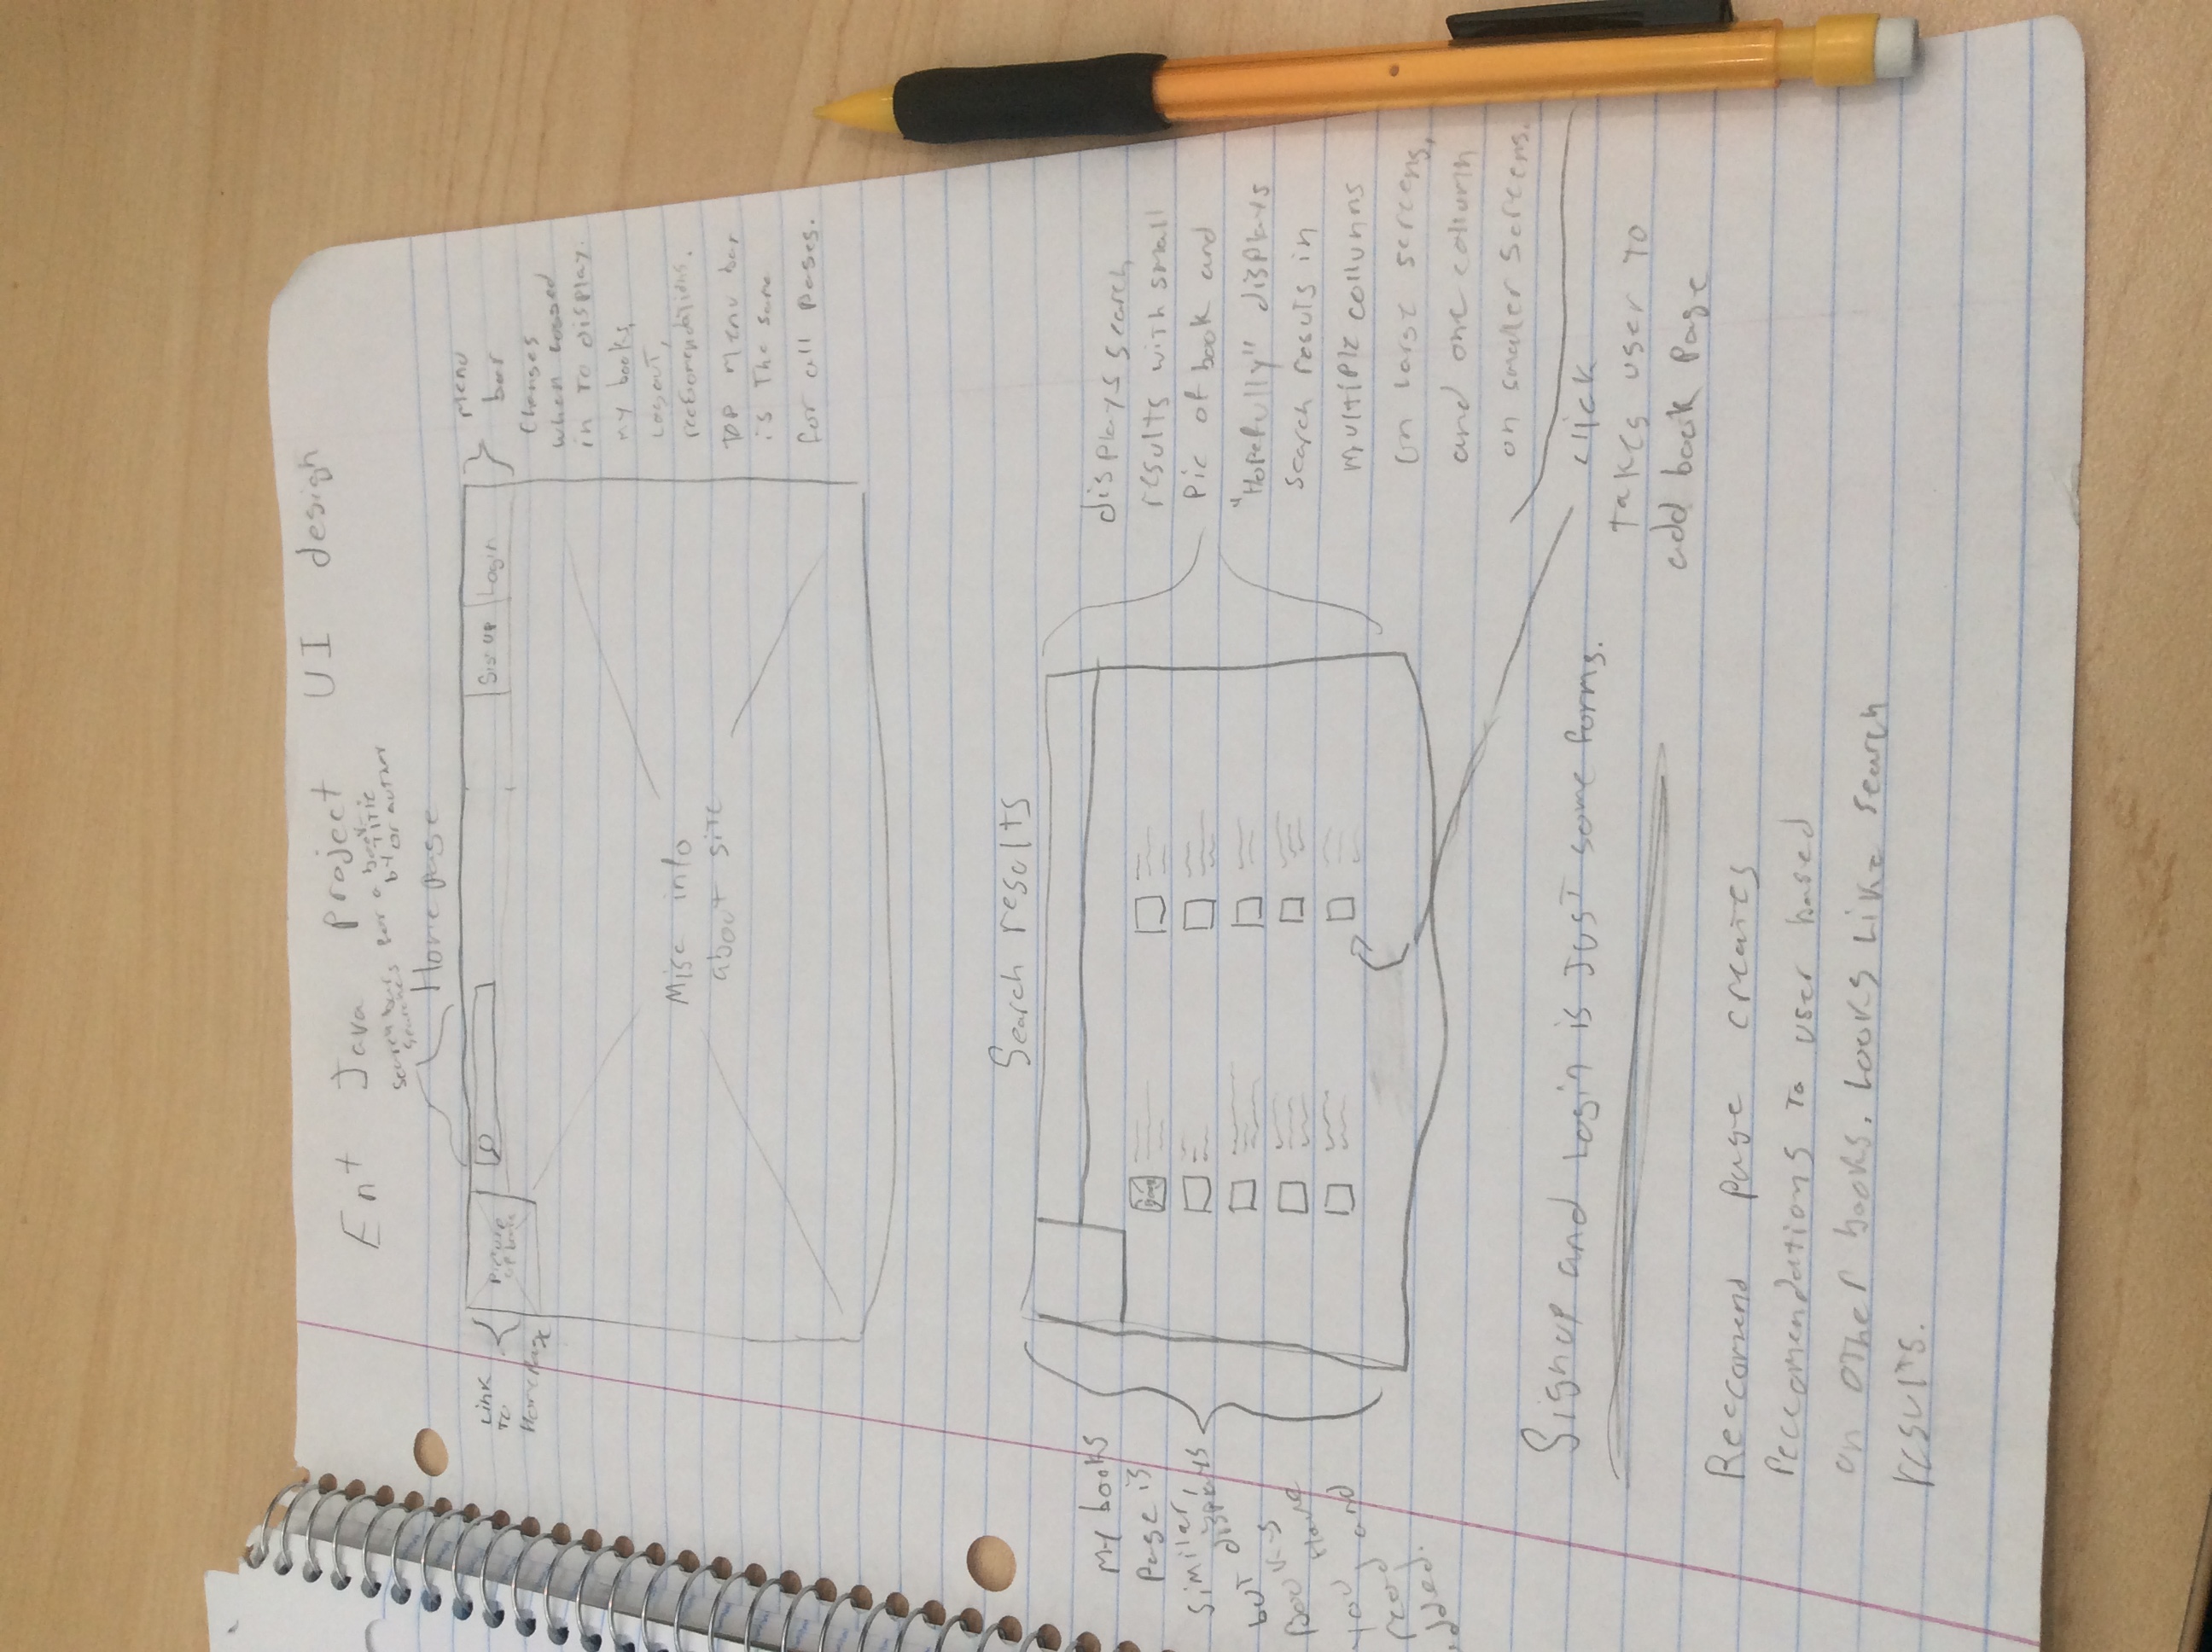 Ent Java project UI design
Search bar
searches for a book
by TITLE
or author
Homepage
Link
To
Homepage
Picture
of book
Sign up
Login
Menu
bar
Changes
when Logged
in To display
my books,
Logout,
reccomendations.
TOP menu bar
is The same
for all pages.
Misc info
about site
Search results
My books
Page is
similar,
but displays
Books
you Have
read and
added.
displays search
results with small
pic of book and
"Hopefully" displays
search resuts in
multiple collumns
on large screens,
and one collumn
on smaller screens.
Signup and Login is JUST some forms.
click
takes user to
add book page
Reccomend page creates
reccomendations To user based
on other books. Looks Like search
results.